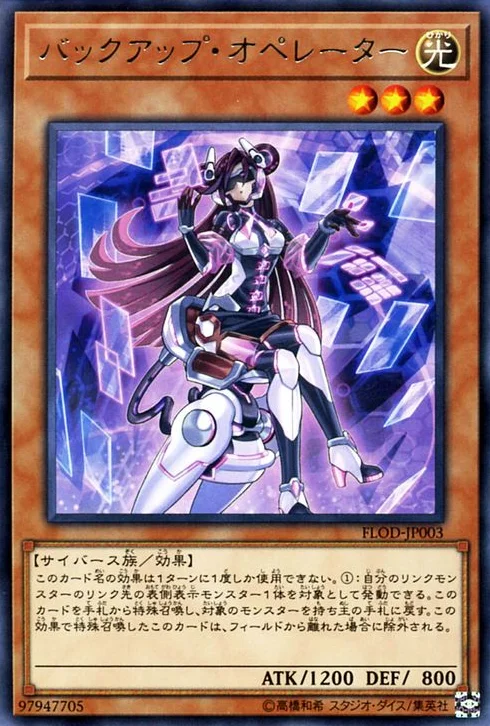 バックアップ・オペレーター 光
FLOD-JP003
【サイバース族/効果】
このカード名の効果は1ターンに1度しか使用できない。①:自分のリンクモ
ンスターのリンク先の表側表示モンスター1体を対象として発動できる。この
カードを手札から特殊召喚し、対象のモンスターを持ち主の手札に戻す。この
効果で特殊召喚したこのカードは、フィールドから離れた場合に除外される。
ATK/1200 DEF/ 800
97947705 ©高橋和希 スタジオ・ダイス/集英社